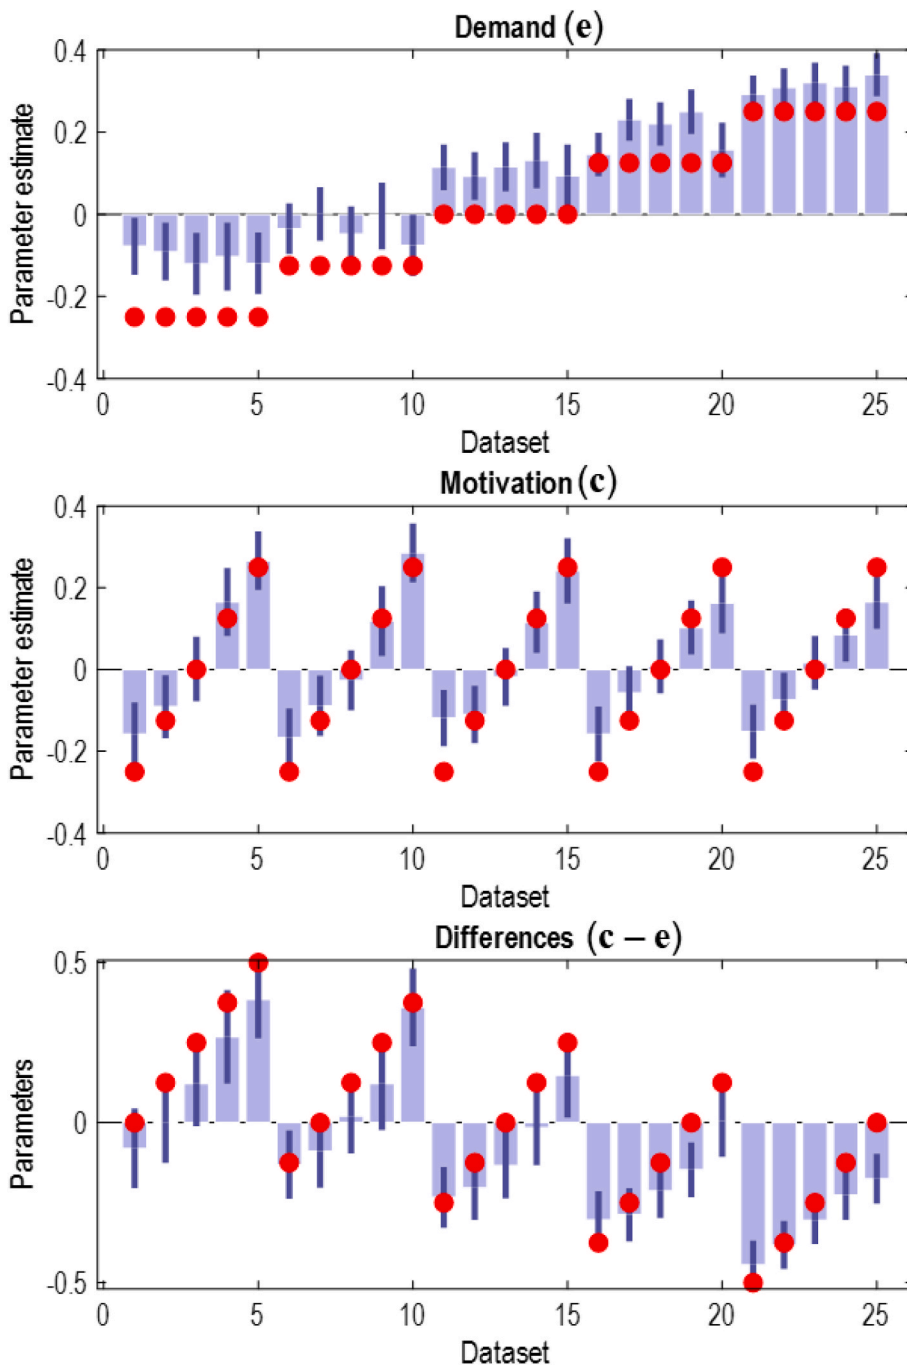 Demand (e)
0.4
0.2
0
-0.2
-0.4
Parameter estimate
0 5 10 15 20 25
Dataset
Motivation (c)
0.4
0.2
0
-0.2
-0.4
Parameter estimate
0 5 10 15 20 25
Dataset
Differences (c − e)
0.5
0
-0.5
Parameters
0 5 10 15 20 25
Dataset